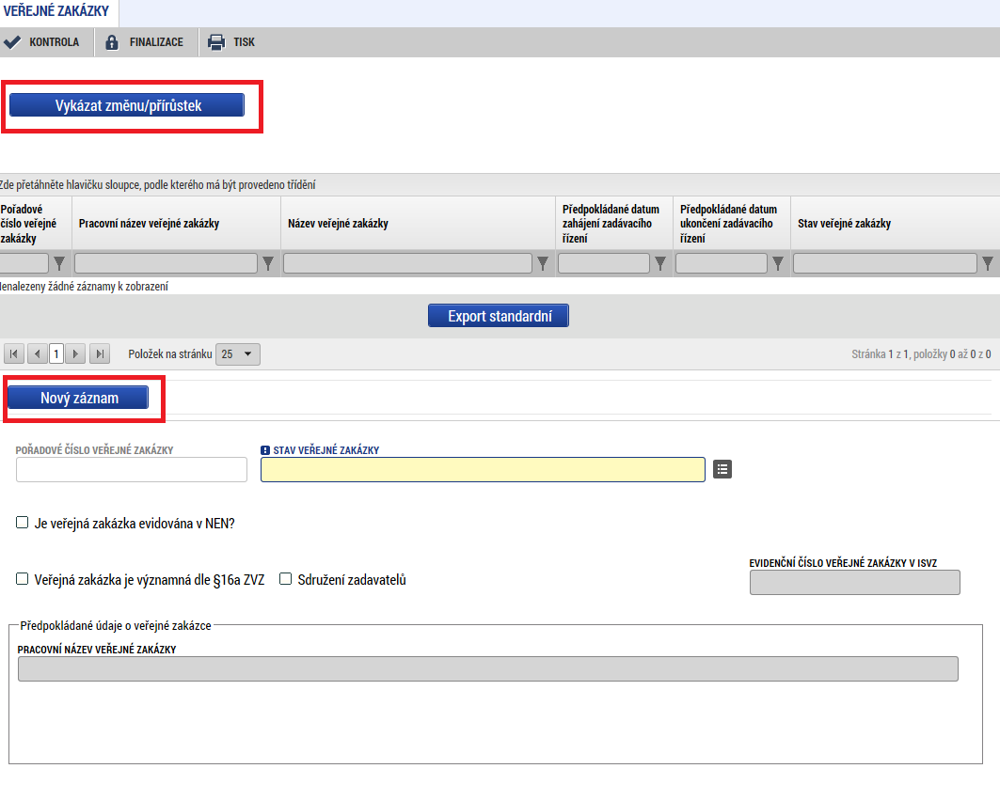 VEŘEJNÉ ZAKÁZKY
KONTROLA FINALIZACE TISK
Vykázat změnu/přírůstek
Zde přetáhněte hlavičku sloupce, podle kterého má být provedeno třídění
Pořadové číslo veřejné zakázky
Pracovní název veřejné zakázky
Název veřejné zakázky
Předpokládané datum zahájení zadávacího řízení
Předpokládané datum ukončení zadávacího řízení
Stav veřejné zakázky
lenalezeny žádné záznamy k zobrazení
Export standardní
1 Položek na stránku 25 Stránka 1 z 1, položky 0 až 0 z 0
Nový záznam
POŘADOVÉ ČÍSLO VEŘEJNÉ ZAKÁZKY STAV VEŘEJNÉ ZAKÁZKY
Je veřejná zakázka evidována v NEN?
EVIDENČNÍ ČÍSLO VEŘEJNÉ ZAKÁZKY V ISVZ
Veřejná zakázka je významná dle §16a ZVZ Sdružení zadavatelů
Předpokládané údaje o veřejné zakázce
PRACOVNÍ NÁZEV VEŘEJNÉ ZAKÁZKY